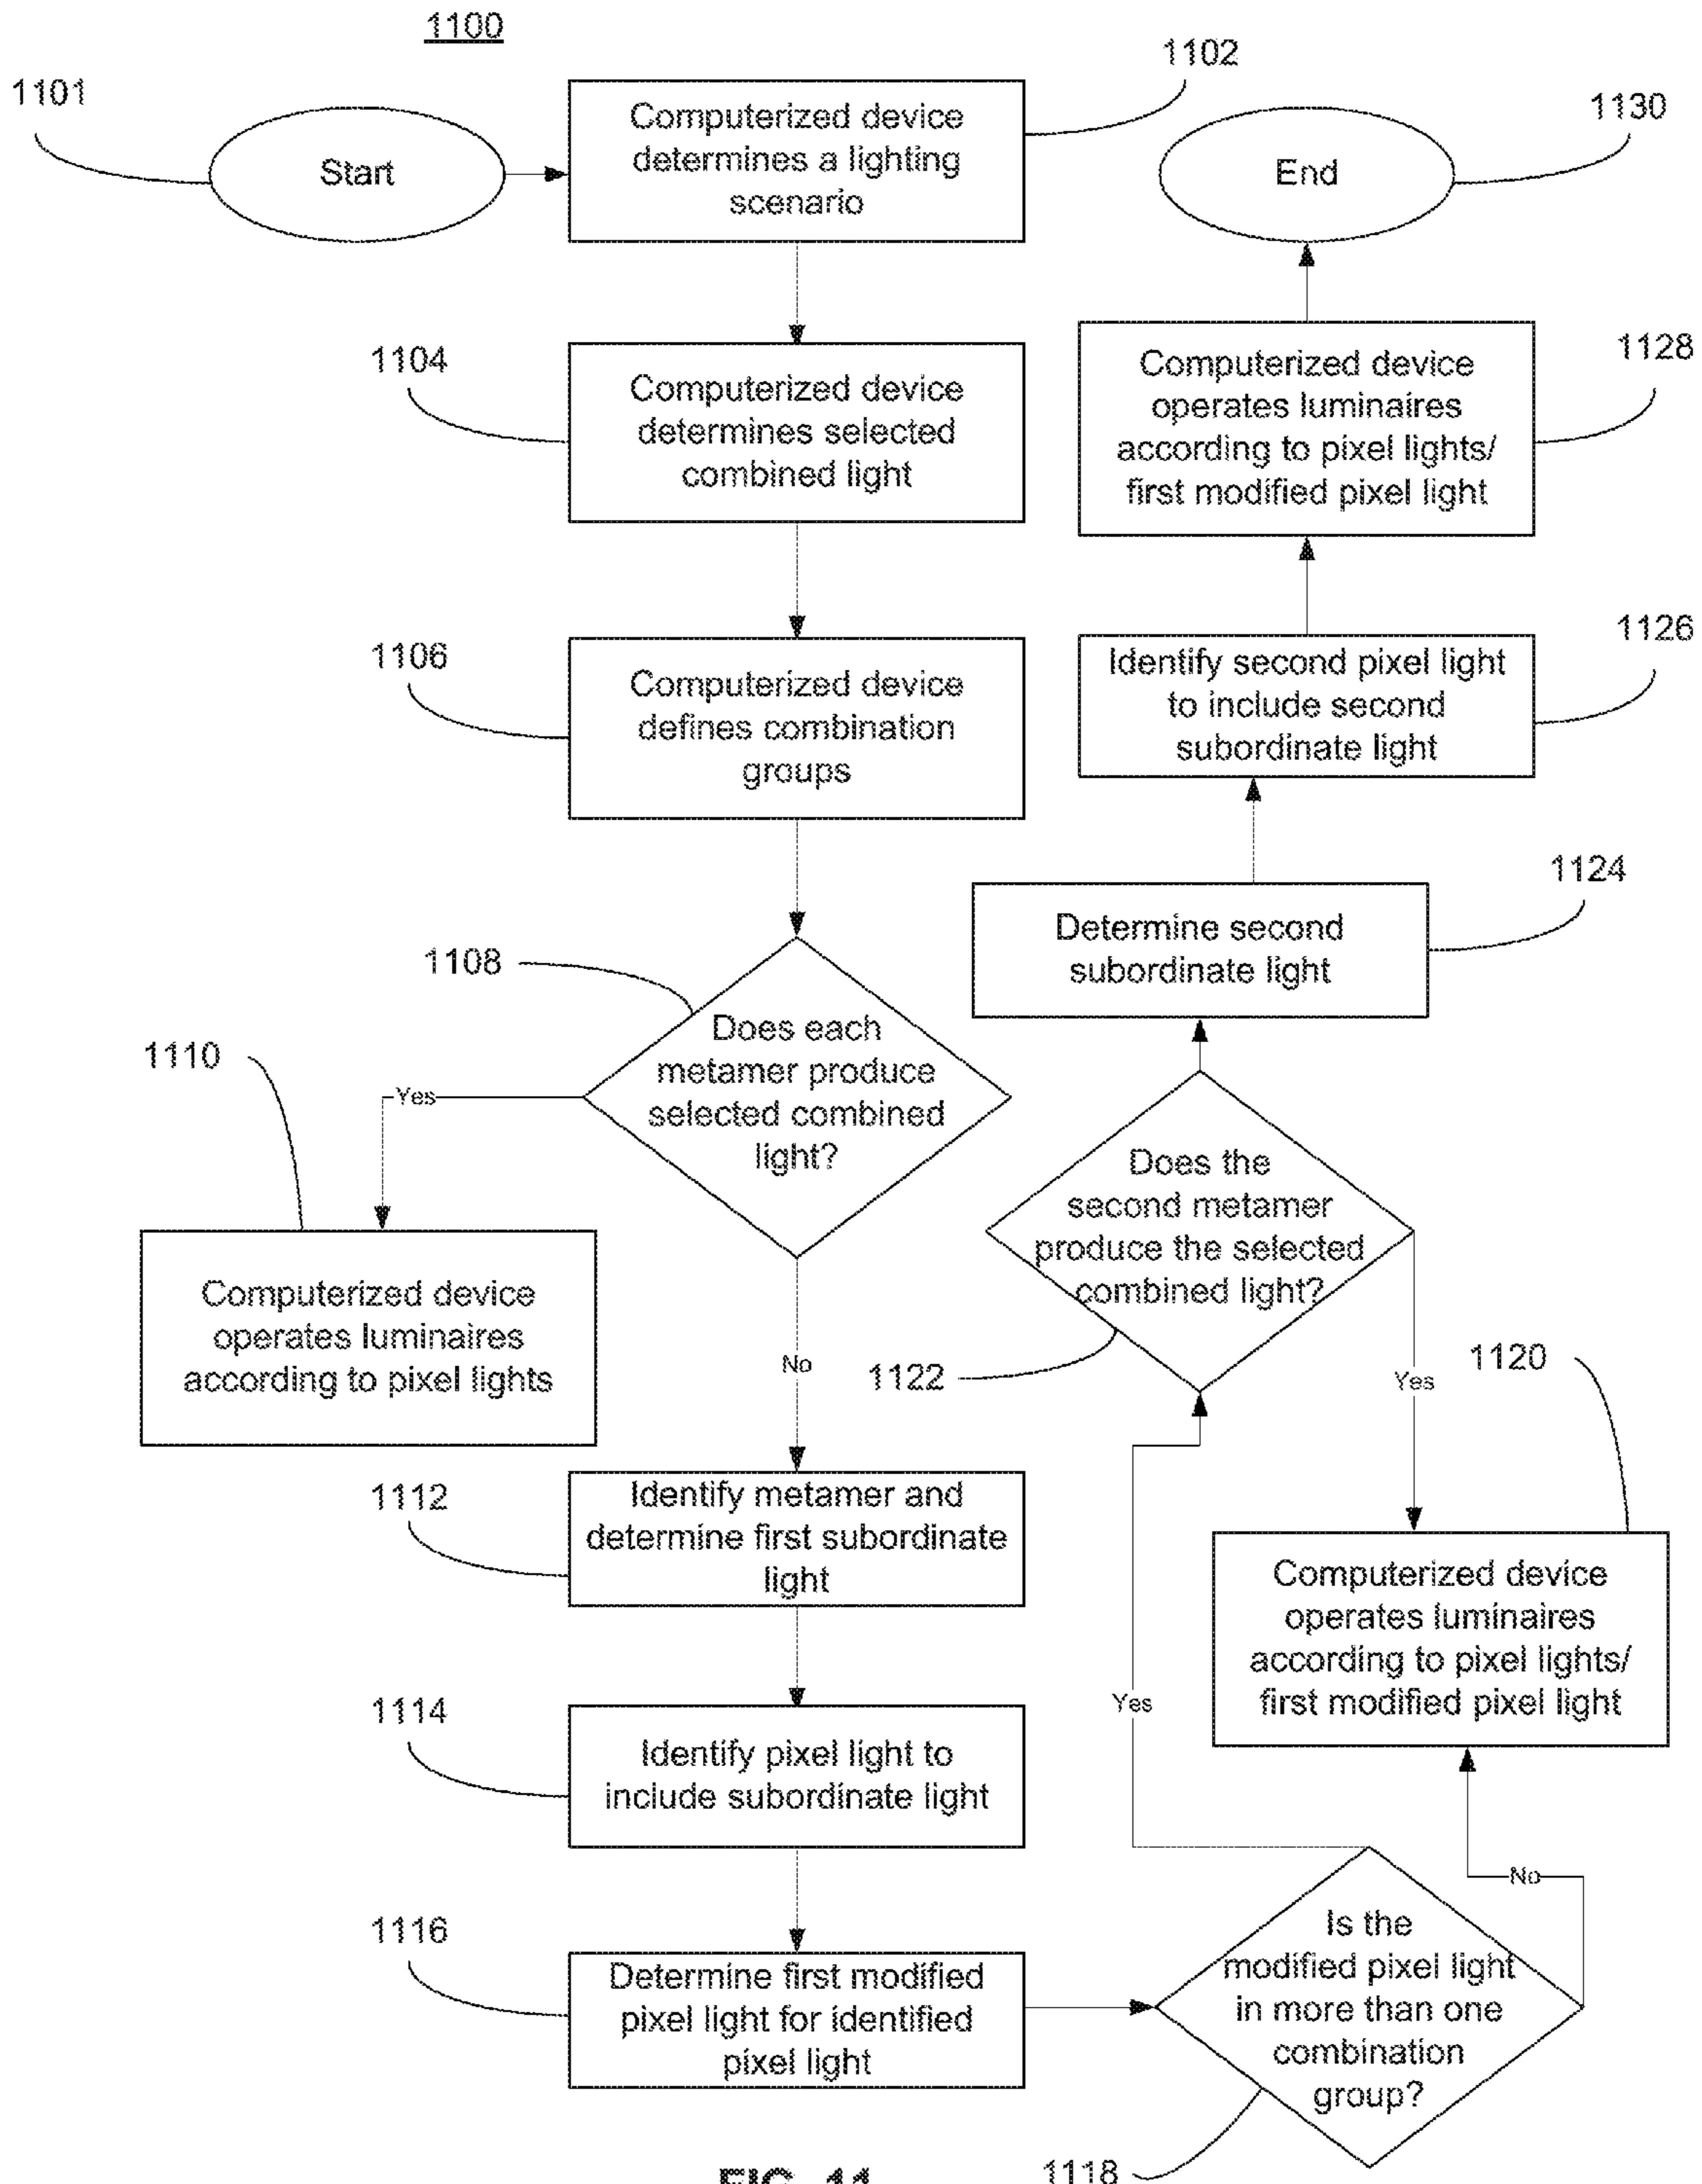 1100
1101
Start
1102
Computerized device
determines a lighting
scenario
1130
End
1104
Computerized device
determines selected
combined light
1128
Computerized device
operates luminaires
according to pixel lights/
first modified pixel light
1106
Computerized device
defines combination
groups
1126
Identify second pixel light
to include second
subordinate light
1124
Determine second
subordinate light
1108
Does each
metamer produce
selected combined
light?
Yes
No
1110
Computerized device
operates luminaires
according to pixel lights
1122
Does the
second metamer
produce the selected
combined light?
Yes
1120
Computerized device
operates luminaires
according to pixel lights/
first modified pixel light
1112
Identify metamer and
determine first subordinate
light
1114
Identify pixel light to
include subordinate light
1116
Determine first modified
pixel light for identified
pixel light
Yes
No
1118
Is the
modified pixel light
in more than one
combination
group?
FIG. 11